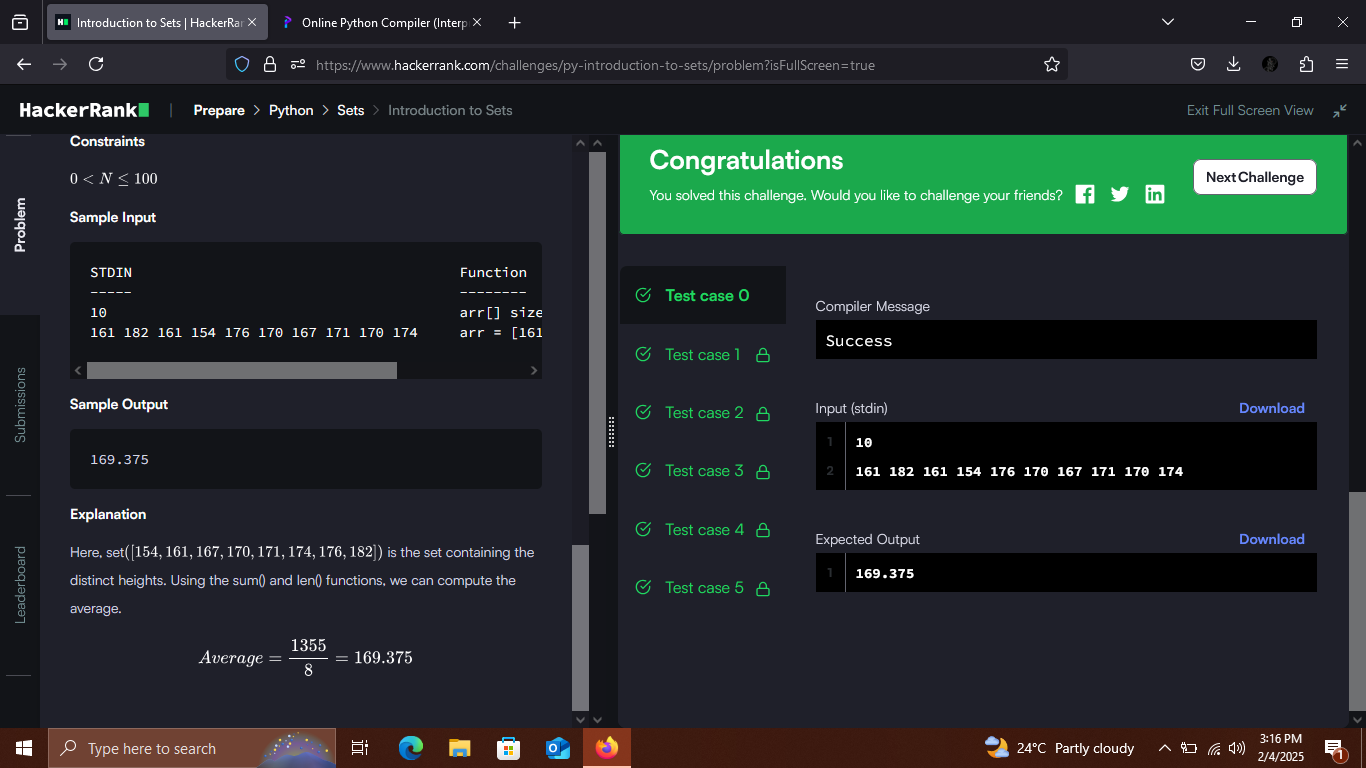 Introduction to Sets | HackerRan
Online Python Compiler (Interp
https://www.hackerrank.com/challenges/py-introduction-to-sets/problem?isFullScreen=true
HackerRank | Prepare > Python > Sets > Introduction to Sets
Exit Full Screen View
Problem
Submissions
Leaderboard
Constraints
0 < N ≤ 100
Sample Input
STDIN Function
----- --------
10 arr[] size
161 182 161 154 176 170 167 171 170 174 arr = [161
Sample Output
169.375
Explanation
Here, set([154, 161, 167, 170, 171, 174, 176, 182]) is the set containing the
distinct heights. Using the sum() and len() functions, we can compute the
average.
Average = 1355/8 = 169.375
Congratulations
You solved this challenge. Would you like to challenge your friends?
Next Challenge
Test case 0
Test case 1
Test case 2
Test case 3
Test case 4
Test case 5
Compiler Message
Success
Input (stdin) Download
1 10
2 161 182 161 154 176 170 167 171 170 174
Expected Output Download
1 169.375
Type here to search
24°C Partly cloudy
3:16 PM
2/4/2025
1